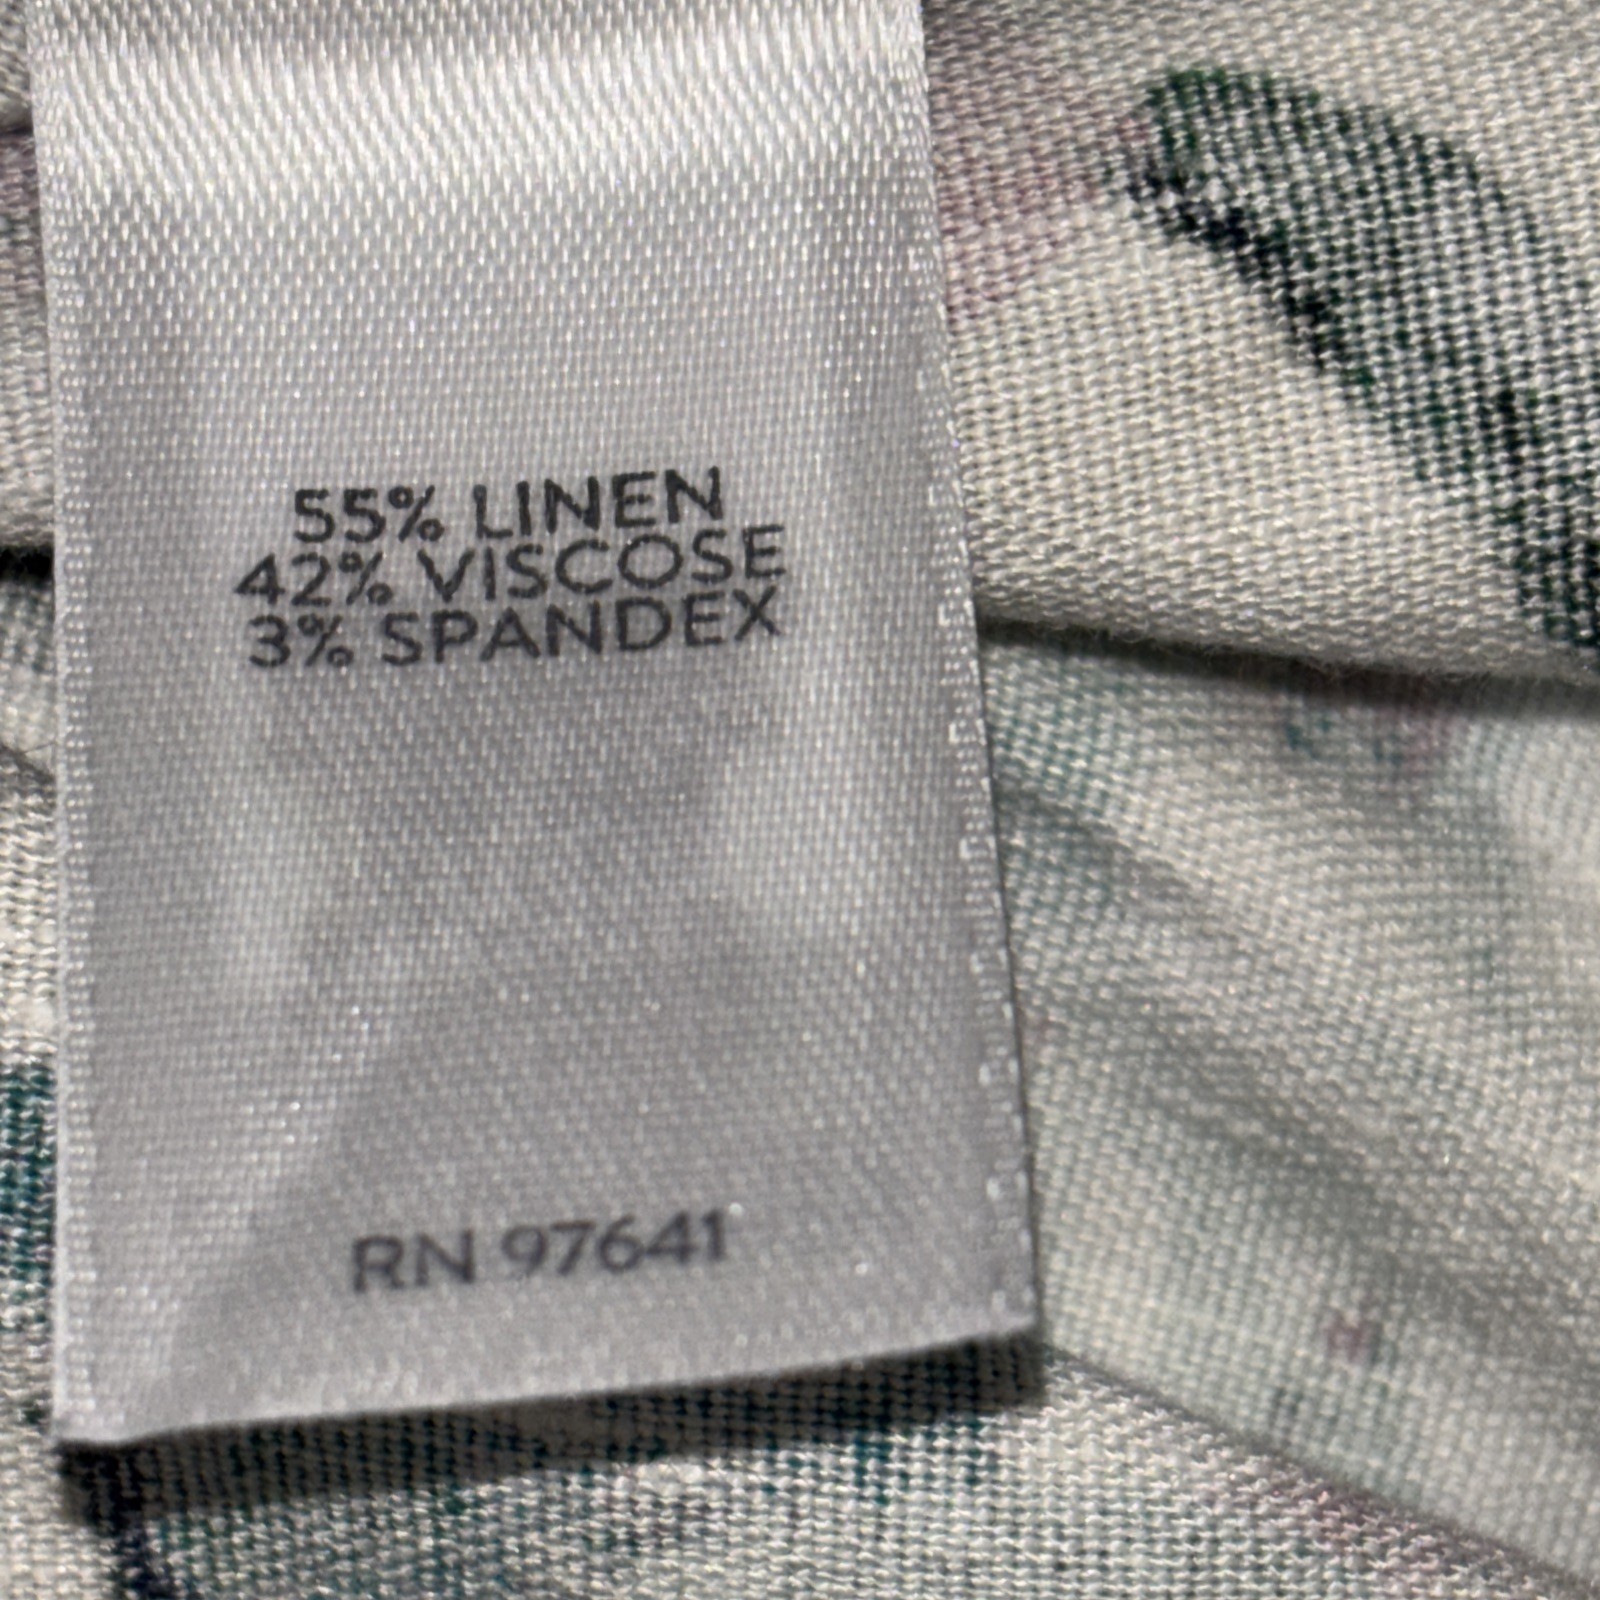 55% LINEN
42% VISCOSE
3% SPANDEX
RN 97641